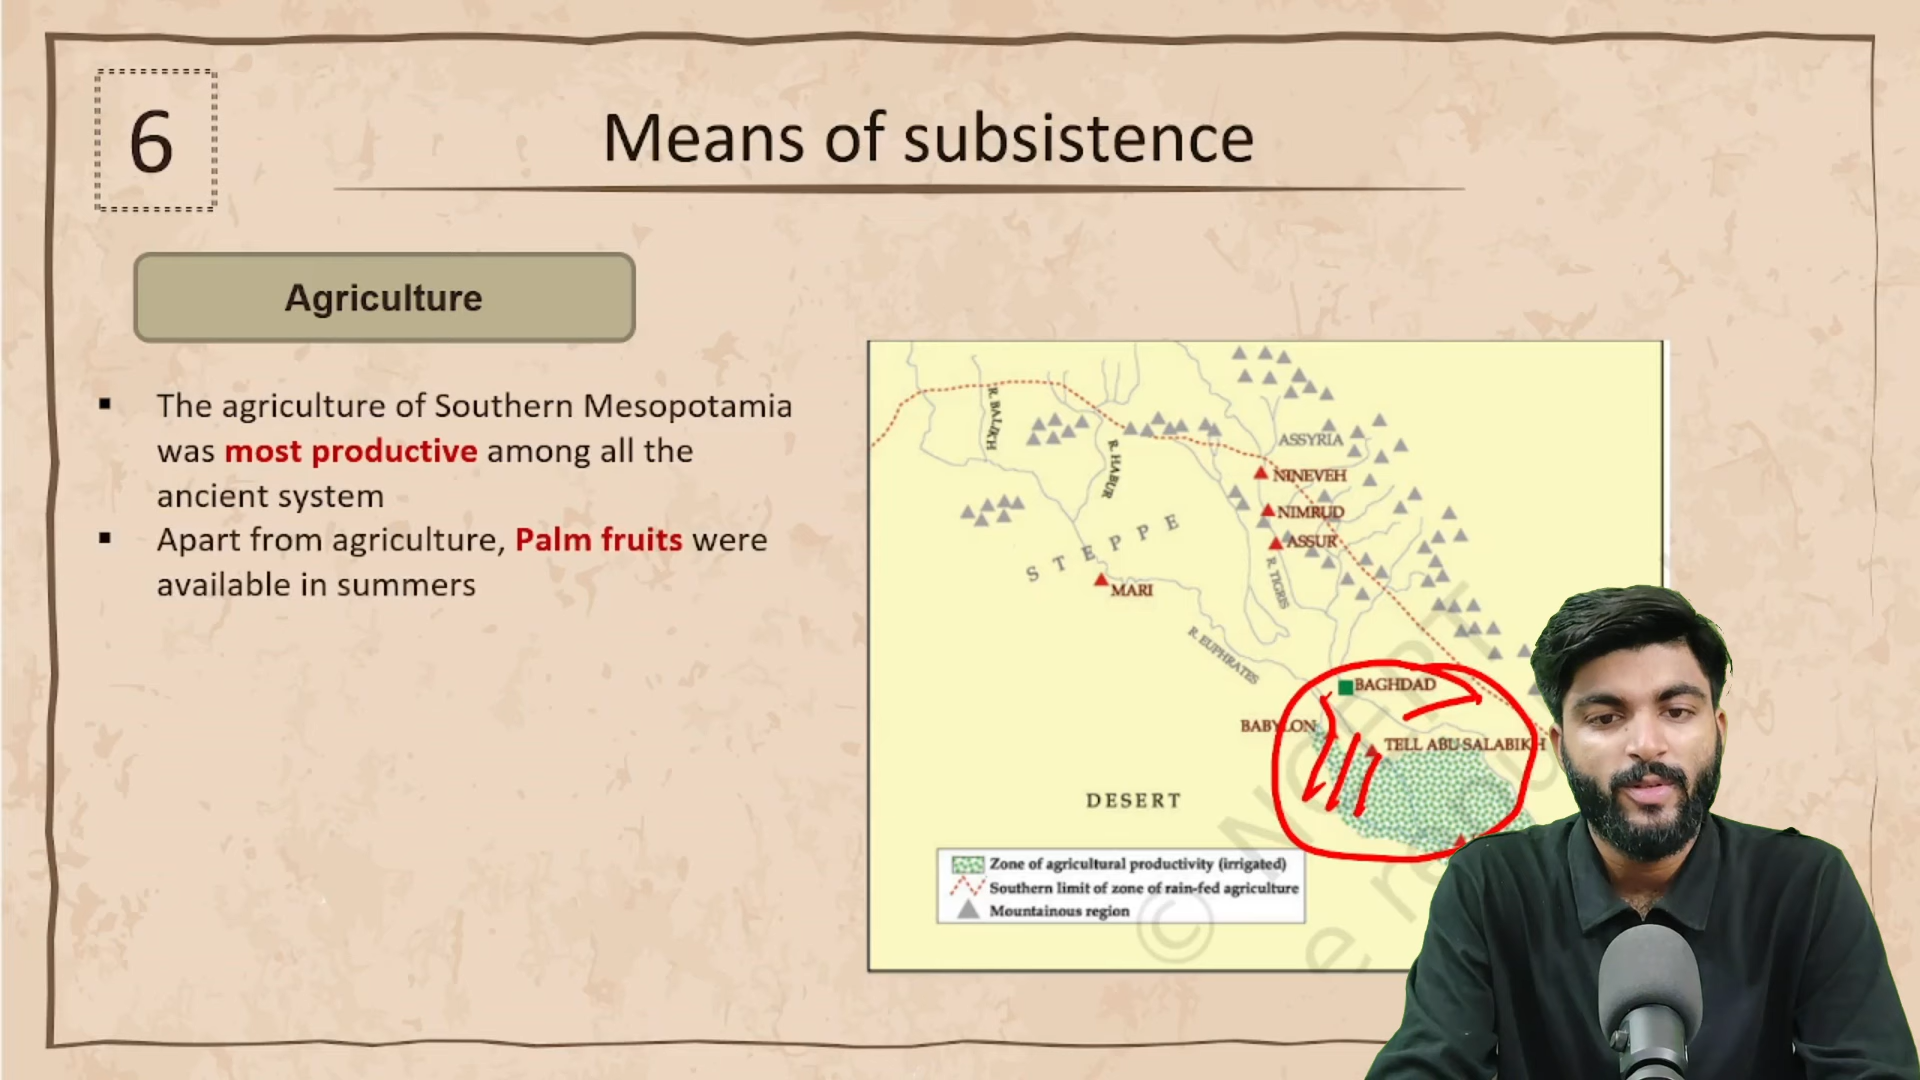 6
Means of subsistence
Agriculture
▪ The agriculture of Southern Mesopotamia
was most productive among all the
ancient system
▪ Apart from agriculture, Palm fruits were
available in summers
R. BALIKH
R. HABUR
ASSYRIA
NINEVEH
NIMRUD
ASSUR
STEPPE
R. TIGRIS
MARI
R. EUPHRATES
BAGHDAD
BABYLON
TELL ABU SALABIKH
DESERT
Zone of agricultural productivity (irrigated)
Southern limit of zone of rain-fed agriculture
Mountainous region